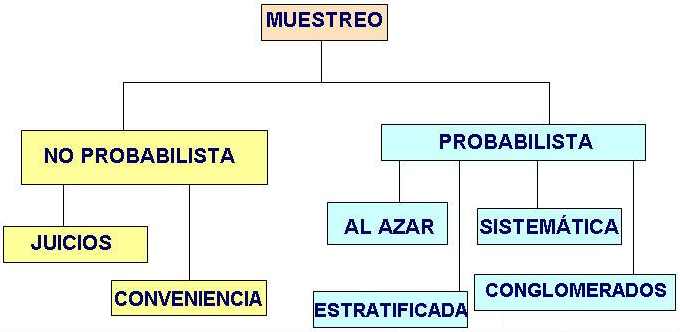 MUESTREO
NO PROBABILISTA
PROBABILISTA
JUICIOS
CONVENIENCIA
AL AZAR
SISTEMÁTICA
ESTRATIFICADA
CONGLOMERADOS